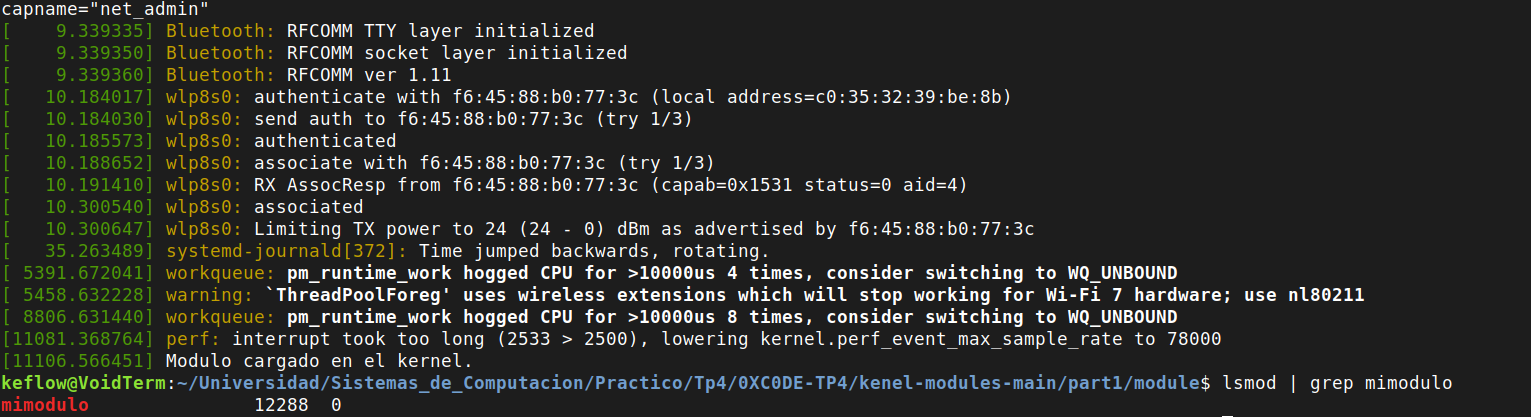 capname="net_admin"
[    9.339335] Bluetooth: RFCOMM TTY layer initialized
[    9.339350] Bluetooth: RFCOMM socket layer initialized
[    9.339360] Bluetooth: RFCOMM ver 1.11
[   10.184017] wlp8s0: authenticate with f6:45:88:b0:77:3c (local address=c0:35:32:39:be:8b)
[   10.184030] wlp8s0: send auth to f6:45:88:b0:77:3c (try 1/3)
[   10.185573] wlp8s0: authenticated
[   10.188652] wlp8s0: associate with f6:45:88:b0:77:3c (try 1/3)
[   10.191410] wlp8s0: RX AssocResp from f6:45:88:b0:77:3c (capab=0x1531 status=0 aid=4)
[   10.300540] wlp8s0: associated
[   10.300647] wlp8s0: Limiting TX power to 24 (24 - 0) dBm as advertised by f6:45:88:b0:77:3c
[   35.263489] systemd-journald[372]: Time jumped backwards, rotating.
[ 5391.672041] workqueue: pm_runtime_work hogged CPU for >10000us 4 times, consider switching to WQ_UNBOUND
[ 5458.632228] warning: `ThreadPoolForeg' uses wireless extensions which will stop working for Wi-Fi 7 hardware; use nl80211
[ 8806.631440] workqueue: pm_runtime_work hogged CPU for >10000us 8 times, consider switching to WQ_UNBOUND
[11081.368764] perf: interrupt took too long (2533 > 2500), lowering kernel.perf_event_max_sample_rate to 78000
[11106.566451] Modulo cargado en el kernel.
keflow@VoidTerm:~/Universidad/Sistemas_de_Computacion/Practico/Tp4/0XC0DE-TP4/kenel-modules-main/part1/module$ lsmod | grep mimodulo
mimodulo               12288  0